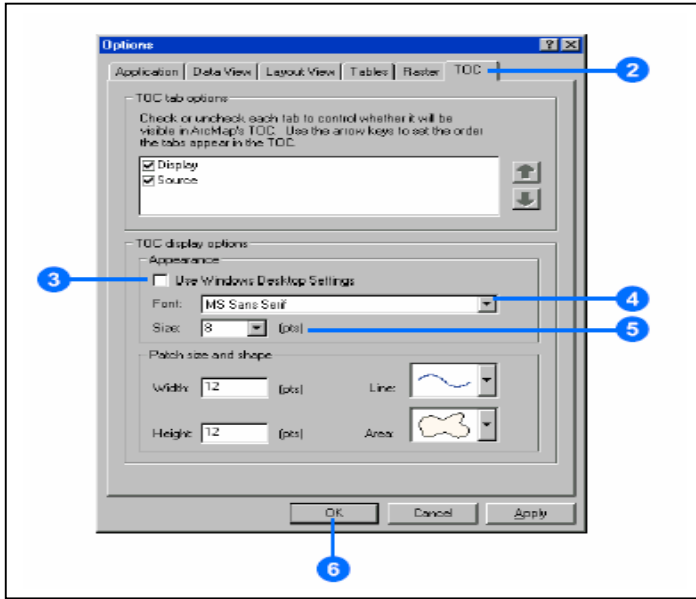 Options
Application Data View Layout View Tables Raster TOC
2
TOC tab options
Check or uncheck each tab to control whether it will be
visible in ArcMap's TOC. Use the arrow keys to set the order
the tabs appear in the TOC.
Display
Source
TOC display options
Appearance
3
Use Windows Desktop Settings
Font: MS Sans Serif
4
Size: 8 (pts)
5
Patch size and shape
Width: 12 (pts) Line:
Height: 12 (pts) Area:
OK Cancel Apply
6